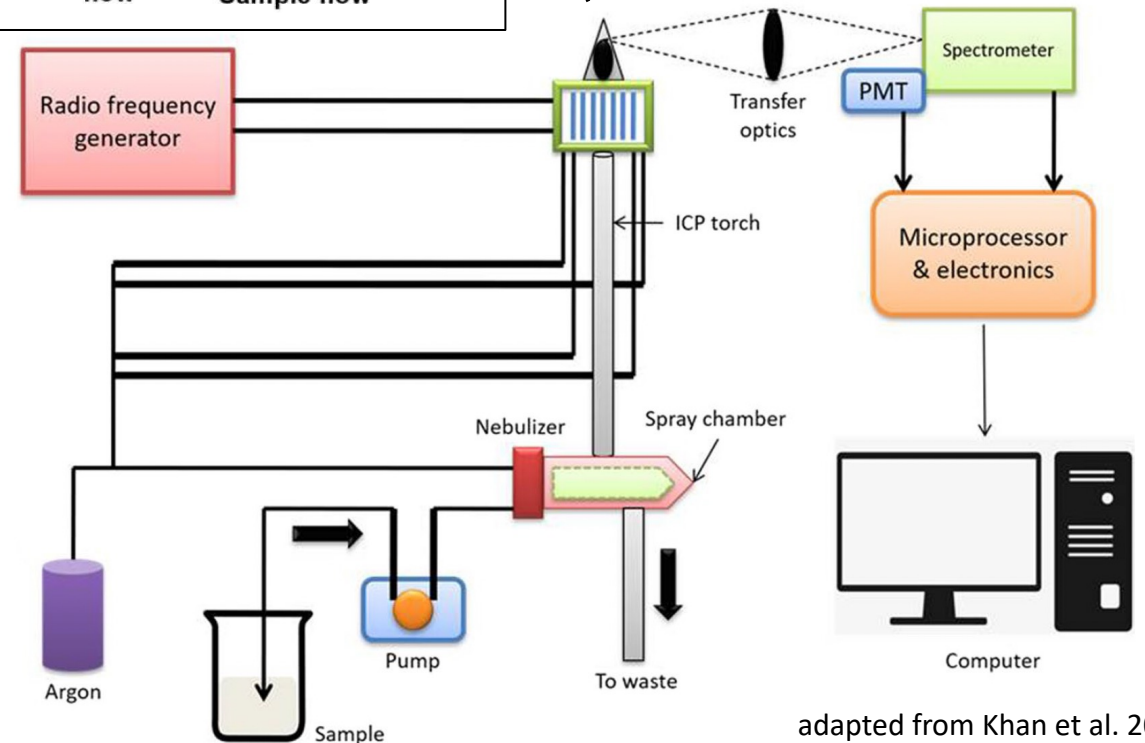 Sample flow
Radio frequency
generator
Transfer
optics
Spectrometer
PMT
ICP torch
Microprocessor
& electronics
Nebulizer
Spray chamber
Argon
Pump
Sample
To waste
Computer
adapted from Khan et al.